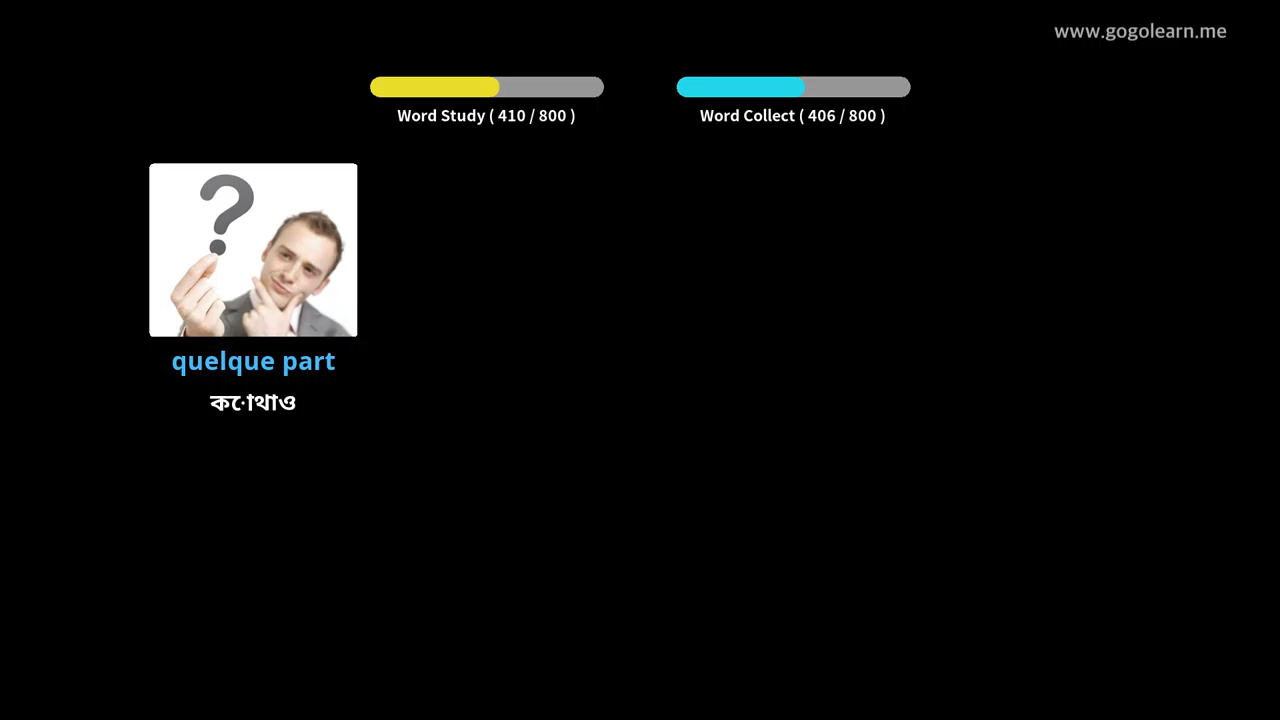 www.gogolearn.me
Word Study ( 410 / 800 )
Word Collect ( 406 / 800 )
quelque part
কোথাও